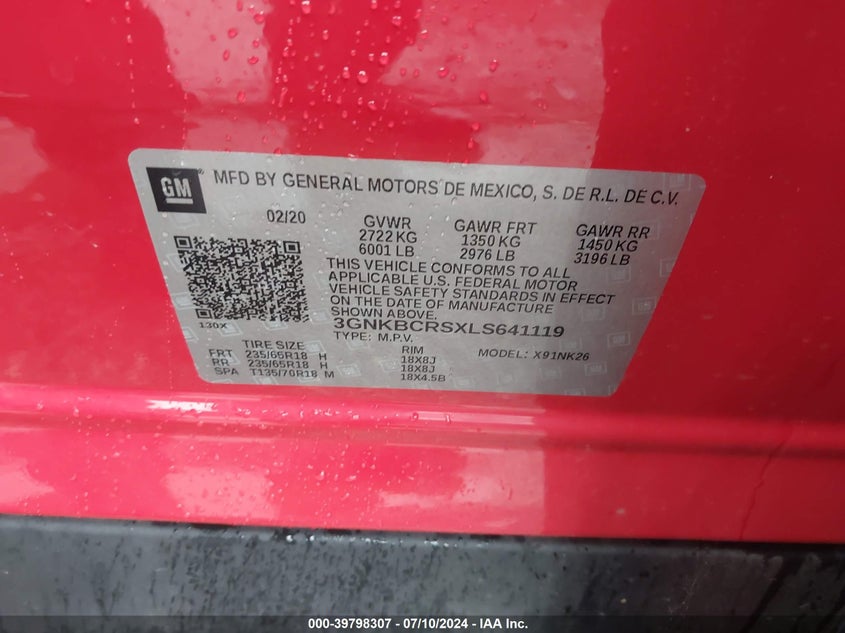 GM ® MFD BY GENERAL MOTORS DE MEXICO, S. DE R.L. DE C.V.
02/20 GVWR GAWR FRT GAWR RR
2722 KG 1350 KG 1450 KG
6001 LB 2976 LB 3196 LB
THIS VEHICLE CONFORMS TO ALL
APPLICABLE U.S. FEDERAL MOTOR
VEHICLE SAFETY STANDARDS IN EFFECT
ON THE DATE OF MANUFACTURE
SHOWN ABOVE.
130X 3GNKBCRSXLS641119
TYPE: M.P.V. MODEL: X91NK26
TIRE SIZE RIM
FRT 235/65R18 H 18X8J
RR 235/65R18 H 18X8J
SPA T135/70R18 M 18X4.5B
000-39798307 - 07/10/2024 - IAA Inc.